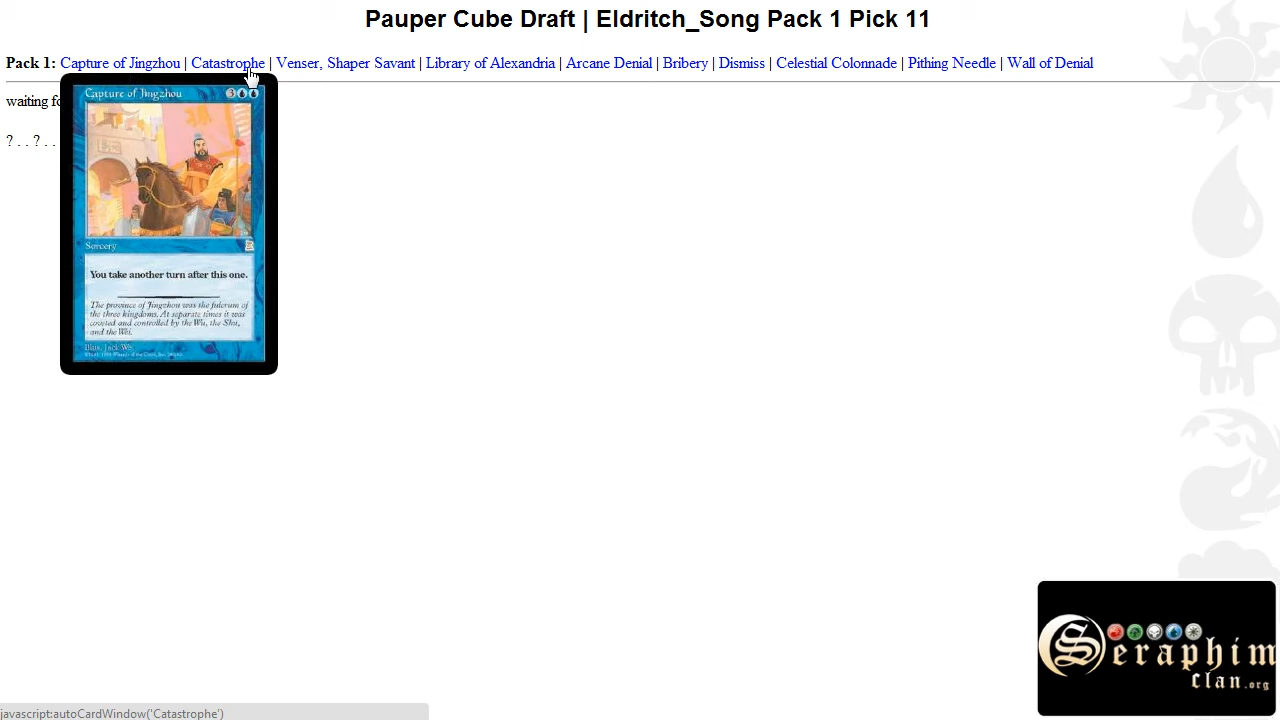 Pauper Cube Draft | Eldritch_Song Pack 1 Pick 11
Pack 1: Capture of Jingzhou | Catastrophe | Venser, Shaper Savant | Library of Alexandria | Arcane Denial | Bribery | Dismiss | Celestial Colonnade | Pithing Needle | Wall of Denial
waiting fo
? . . ? . .
Capture of Jingzhou 3
Sorcery
You take another turn after this one.
The province of Jingzhou was the fulcrum of
the three kingdoms. At separate times it was
coveted and controlled by the Wu, the Shu,
and the Wei.
Illus. Jack Wei
Seraphim
clan.org
javascript:autoCardWindow('Catastrophe')